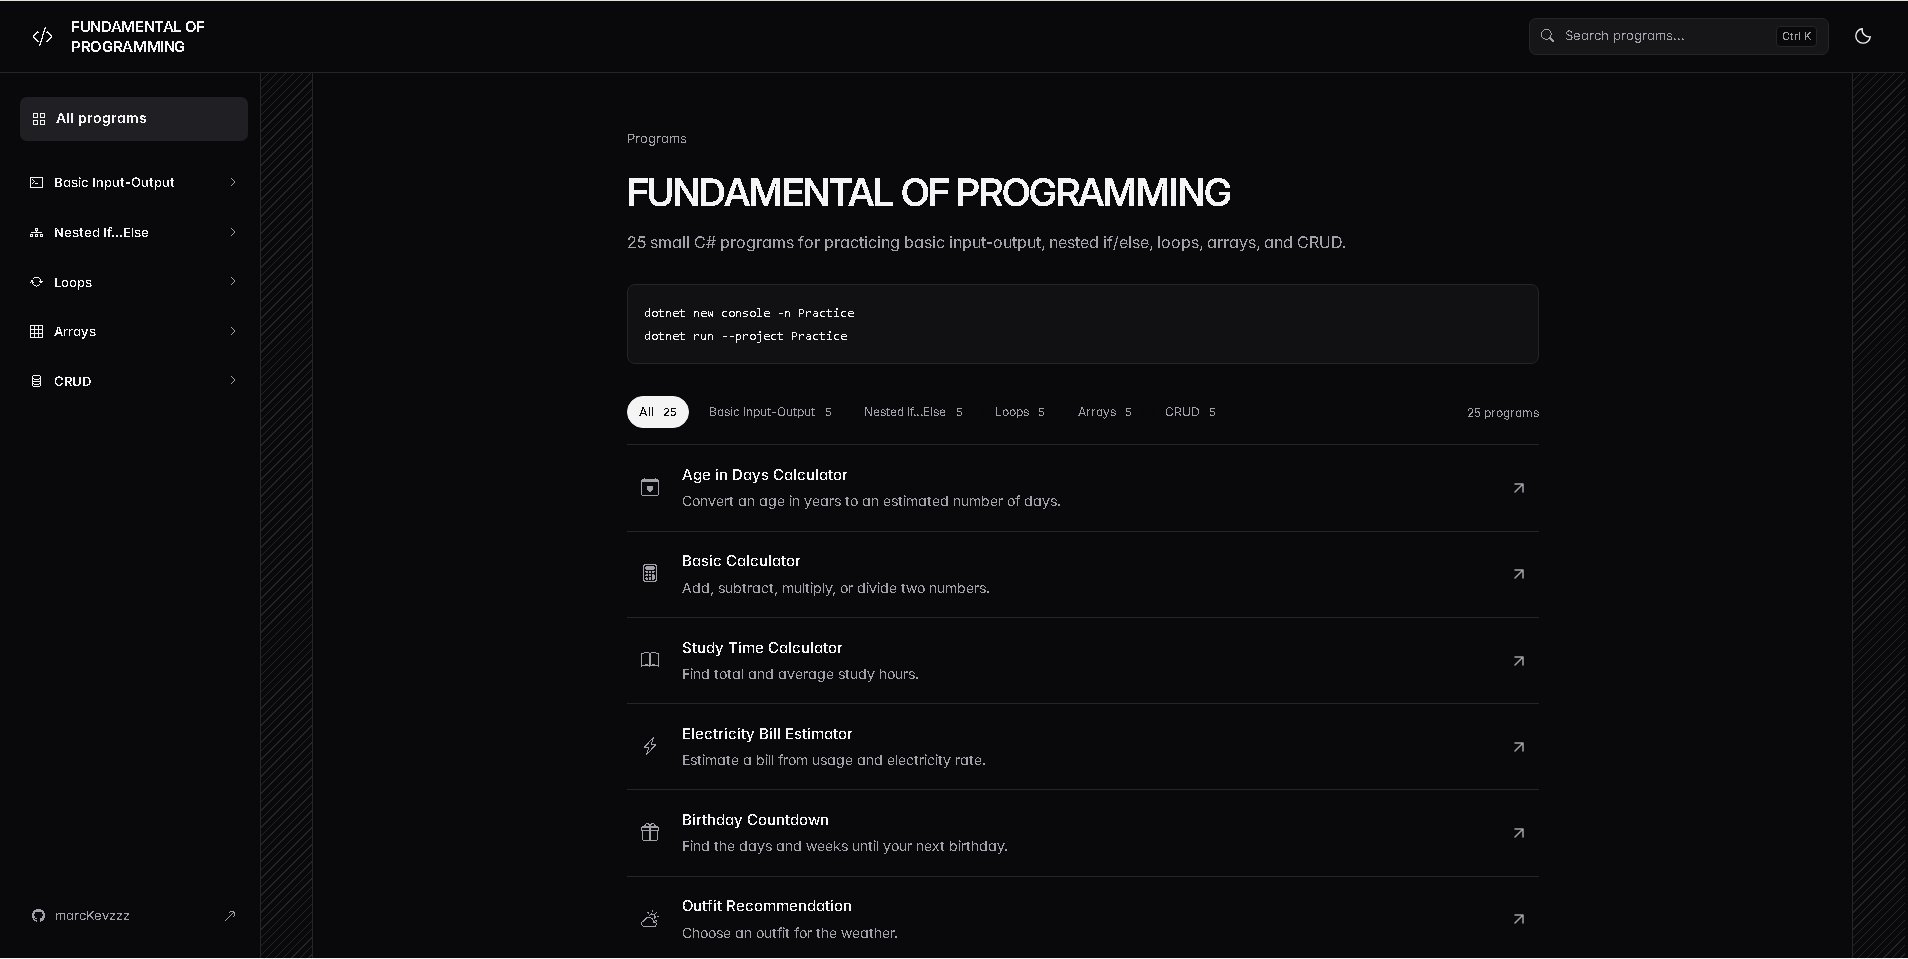 FUNDAMENTAL OF
PROGRAMMING
Search programs...
Ctrl K
All programs
Basic Input-Output
Nested If...Else
Loops
Arrays
CRUD
marcKevzzz
Programs
FUNDAMENTAL OF PROGRAMMING
25 small C# programs for practicing basic input-output, nested if/else, loops, arrays, and CRUD.
dotnet new console -n Practice
dotnet run --project Practice
All 25 Basic Input-Output 5 Nested If...Else 5 Loops 5 Arrays 5 CRUD 5 25 programs
Age in Days Calculator
Convert an age in years to an estimated number of days.
Basic Calculator
Add, subtract, multiply, or divide two numbers.
Study Time Calculator
Find total and average study hours.
Electricity Bill Estimator
Estimate a bill from usage and electricity rate.
Birthday Countdown
Find the days and weeks until your next birthday.
Outfit Recommendation
Choose an outfit for the weather.